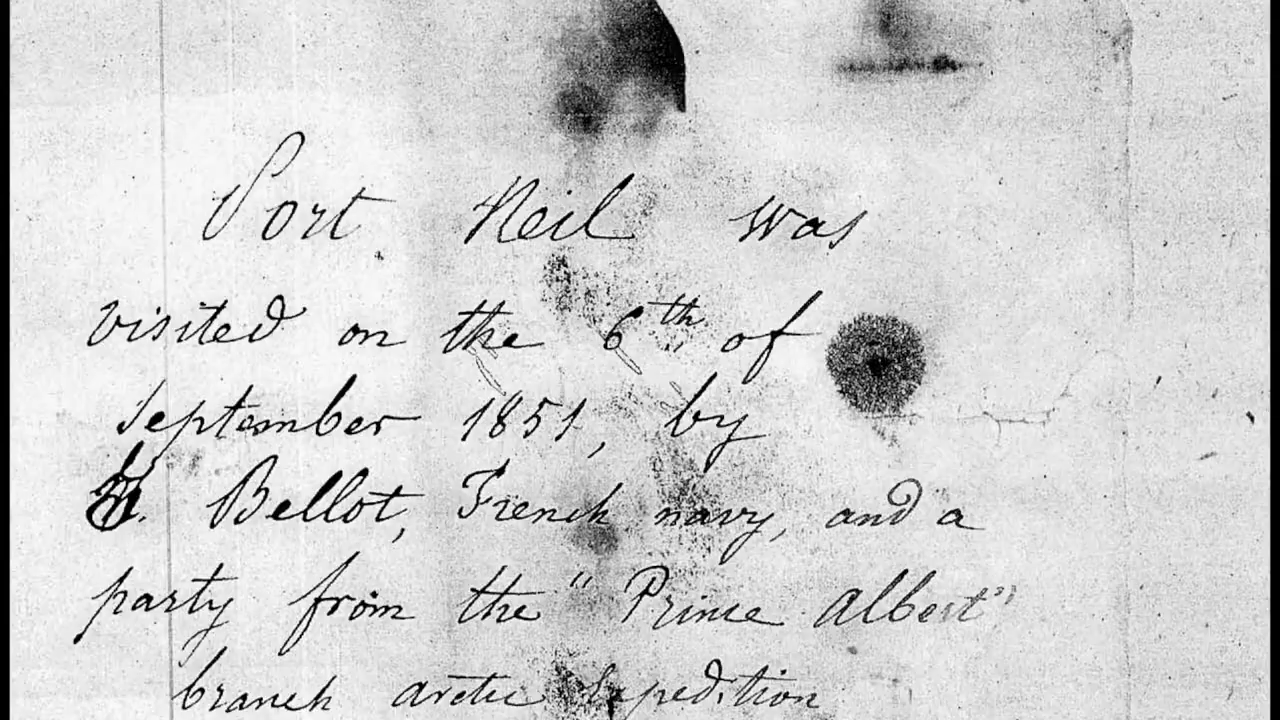 Port Neil was
visited on the 6th of
September 1851, by
Bellot, French navy, and a
party from the "Prince Albert"
branch arctic Expedition